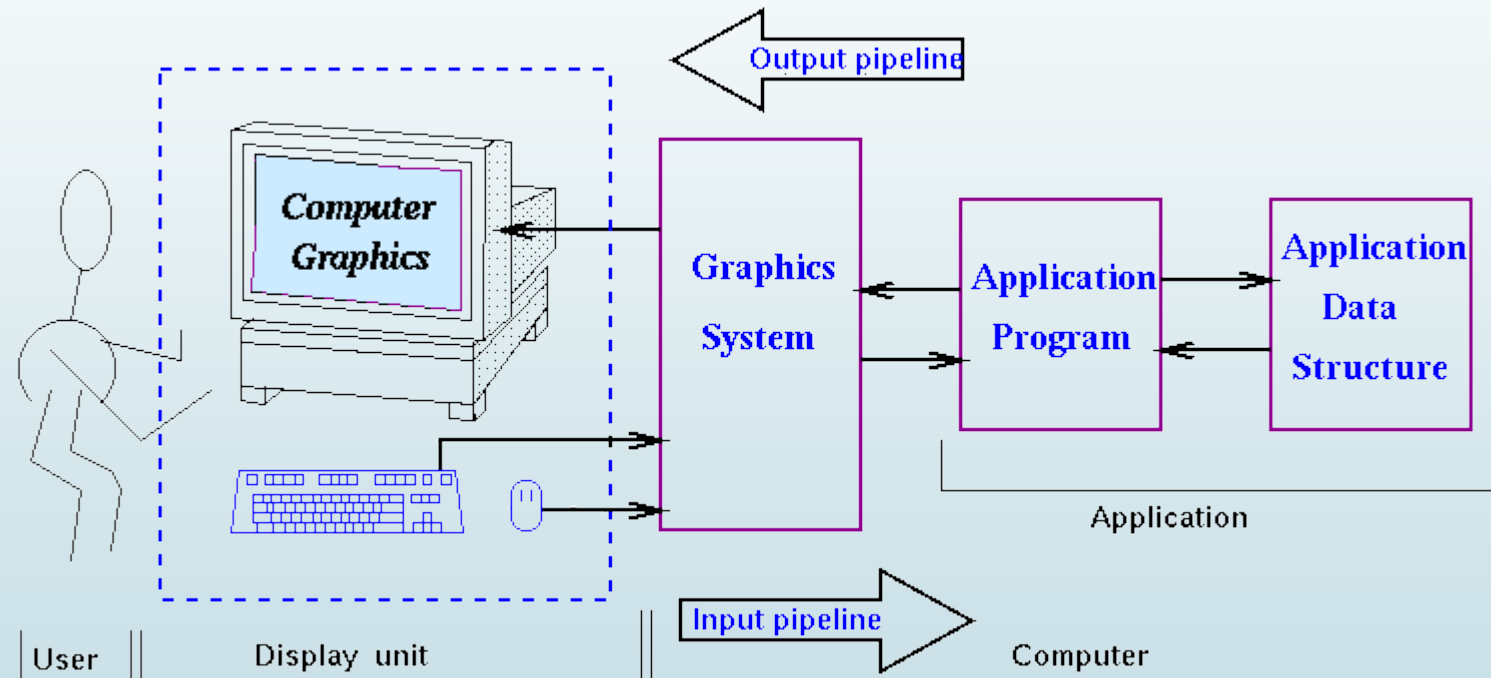 Output pipeline
Computer
Graphics
Graphics
System
Application
Program
Application
Data
Structure
Application
Input pipeline
User
Display unit
Computer